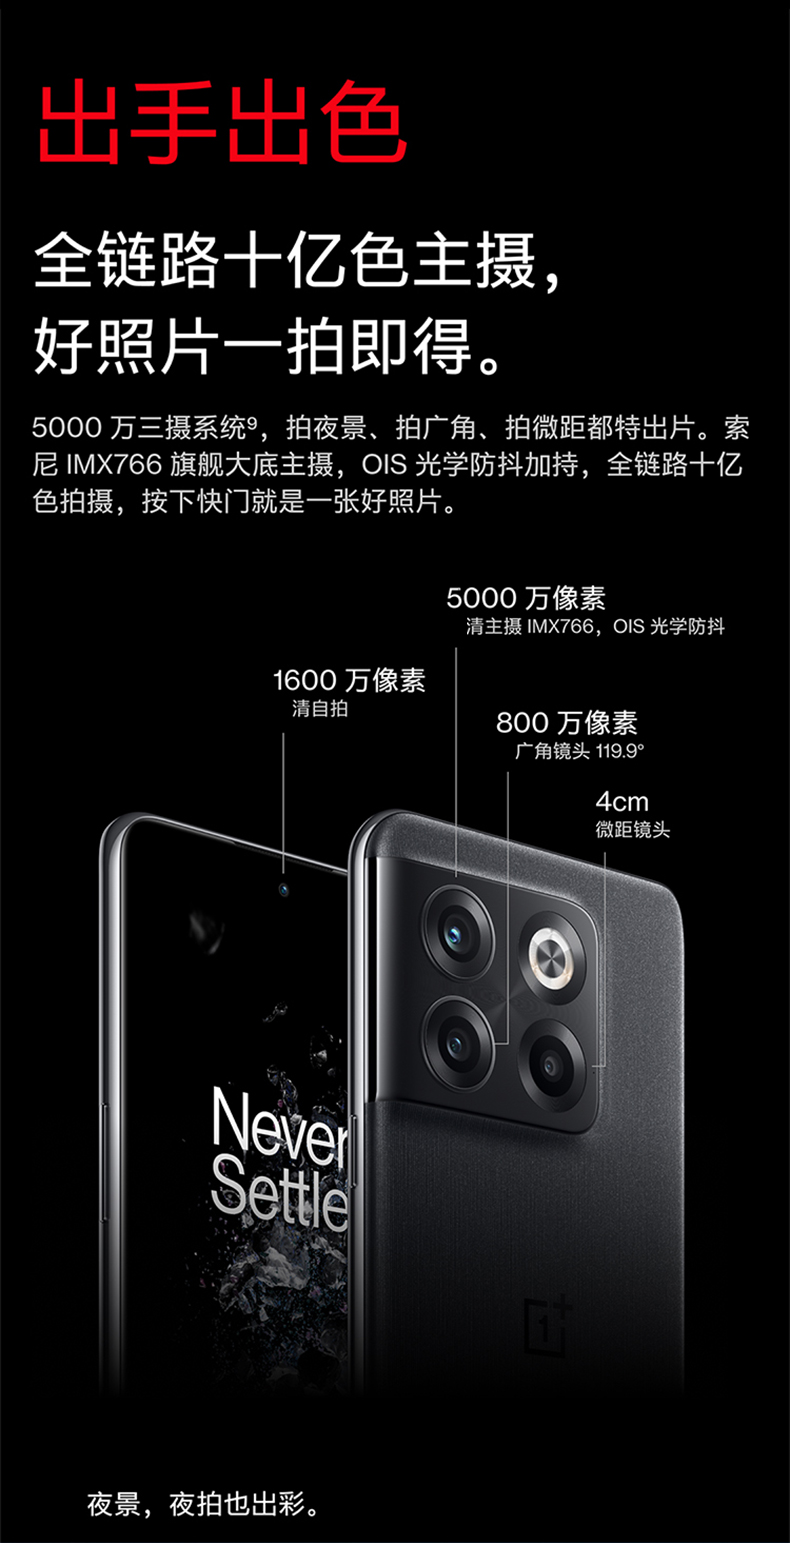 出手出色
全链路十亿色主摄，
好照片一拍即得。
5000 万三摄系统⁹，拍夜景、拍广角、拍微距都特出片。索
尼 IMX766 旗舰大底主摄，OIS 光学防抖加持，全链路十亿
色拍摄，按下快门就是一张好照片。
5000 万像素
清主摄 IMX766，OIS 光学防抖
1600 万像素
清自拍
800 万像素
广角镜头 119.9°
4cm
微距镜头
Never
Settle
1+
夜景，夜拍也出彩。